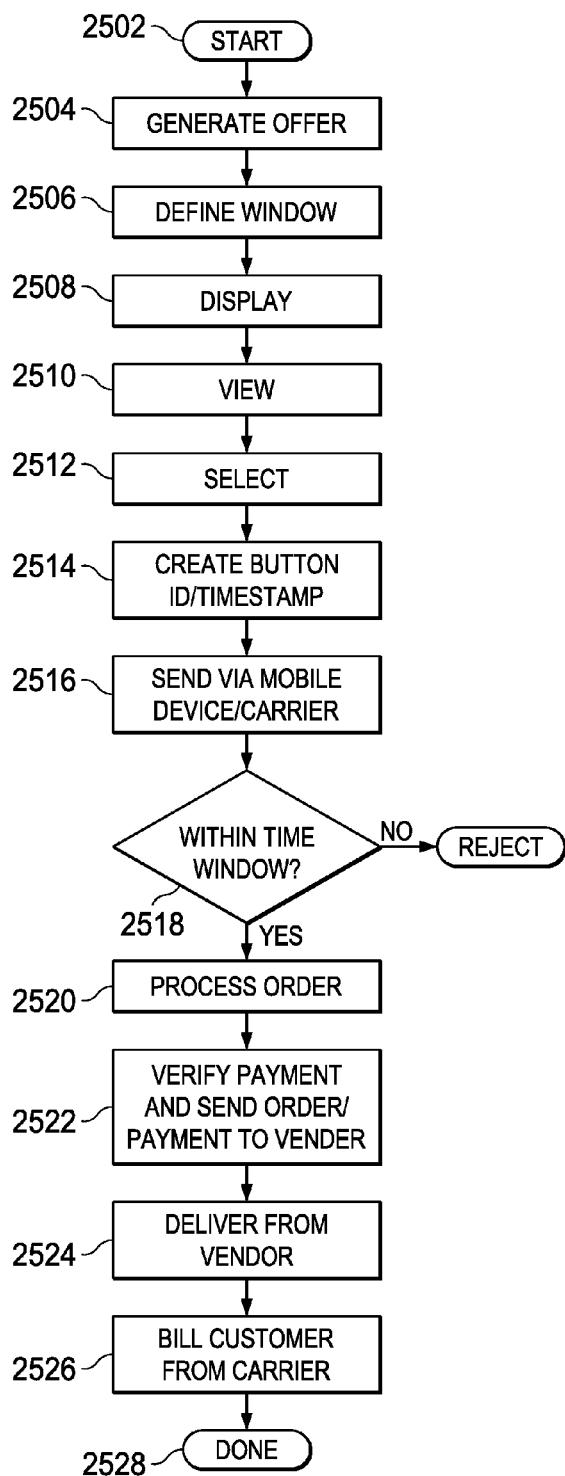 2502
START
2504
GENERATE OFFER
2506
DEFINE WINDOW
2508
DISPLAY
2510
VIEW
2512
SELECT
2514
CREATE BUTTON
ID/TIMESTAMP
2516
SEND VIA MOBILE
DEVICE/CARRIER
WITHIN TIME
WINDOW?
NO
REJECT
2518
YES
2520
PROCESS ORDER
2522
VERIFY PAYMENT
AND SEND ORDER/
PAYMENT TO VENDER
2524
DELIVER FROM
VENDOR
2526
BILL CUSTOMER
FROM CARRIER
2528
DONE